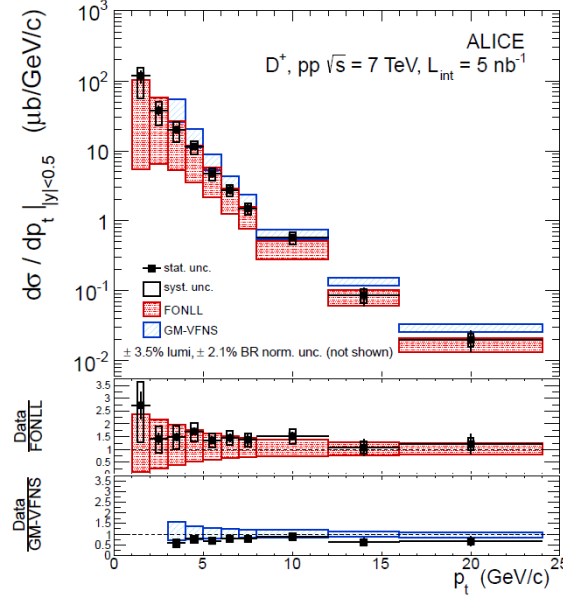 ALICE
D⁺, pp √s = 7 TeV, L_int = 5 nb⁻¹
dσ / dp_t |_|y|<0.5 (μb/GeV/c)
10²
10
1
10⁻¹
10⁻²
stat. unc.
syst. unc.
FONLL
GM-VFNS
± 3.5% lumi, ± 2.1% BR norm. unc. (not shown)
Data
FONLL
3.5
3
2.5
2
1.5
1
0.5
0
Data
GM-VFNS
3.5
3
2.5
2
1.5
1
0.5
0
0 5 10 15 20 25
p_t (GeV/c)